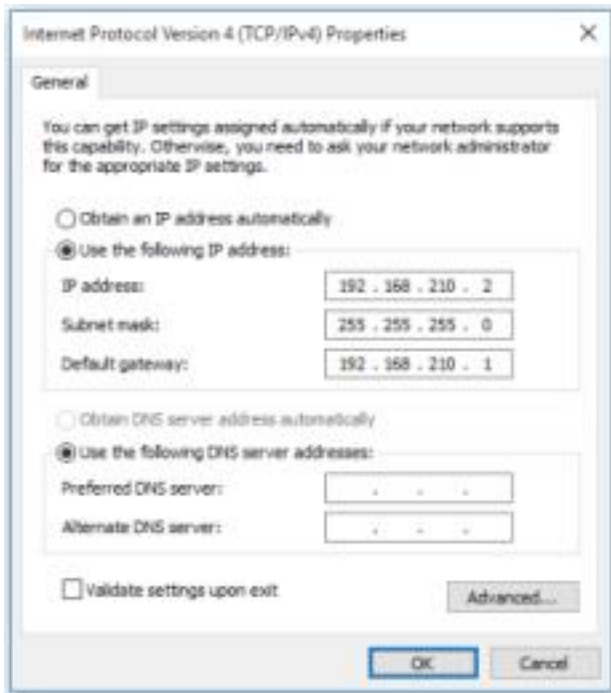 Internet Protocol Version 4 (TCP/IPv4) Properties
General
You can get IP settings assigned automatically if your network supports
this capability. Otherwise, you need to ask your network administrator
for the appropriate IP settings.
Obtain an IP address automatically
Use the following IP address:
IP address: 192 . 168 . 210 . 2
Subnet mask: 255 . 255 . 255 . 0
Default gateway: 192 . 168 . 210 . 1
Obtain DNS server address automatically
Use the following DNS server addresses:
Preferred DNS server: . . .
Alternate DNS server: . . .
Validate settings upon exit
Advanced...
OK Cancel